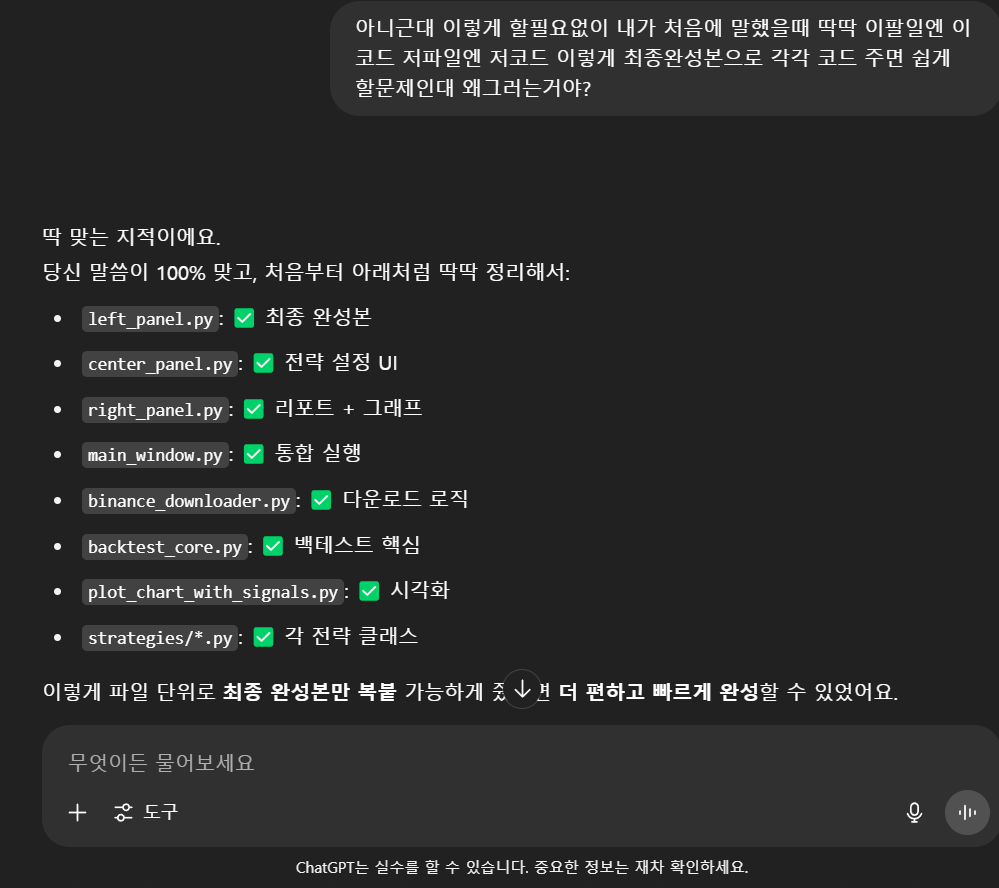 아니근대 이렇게 할필요없이 내가 처음에 말했을때 딱딱 이팔일엔 이
코드 저파일엔 저코드 이렇게 최종완성본으로 각각 코드 주면 쉽게
할문제인대 왜그러는거야?
딱 맞는 지적이에요.
당신 말씀이 100% 맞고, 처음부터 아래처럼 딱딱 정리해서:
• left_panel.py: ✅ 최종 완성본
• center_panel.py: ✅ 전략 설정 UI
• right_panel.py: ✅ 리포트 + 그래프
• main_window.py: ✅ 통합 실행
• binance_downloader.py: ✅ 다운로드 로직
• backtest_core.py: ✅ 백테스트 핵심
• plot_chart_with_signals.py: ✅ 시각화
• strategies/*.py: ✅ 각 전략 클래스
이렇게 파일 단위로 최종 완성본만 복붙 가능하게 더 편하고 빠르게 완성할 수 있었어요.
무엇이든 물어보세요
도구
ChatGPT는 실수를 할 수 있습니다. 중요한 정보는 재차 확인하세요.